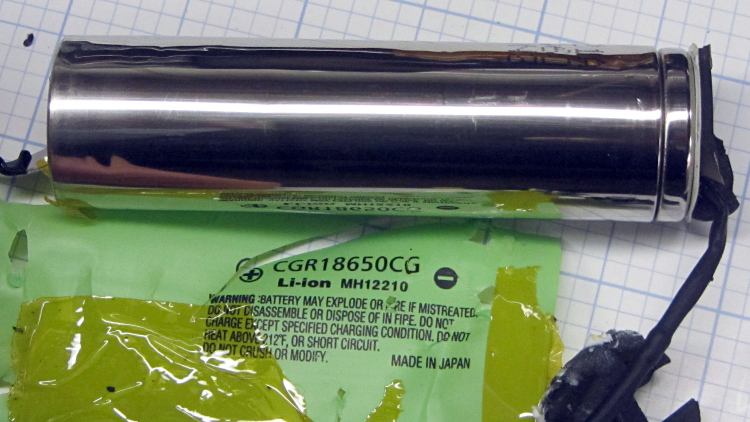 ⊕ CGR18650CG ⊖
Li-ion MH12210
WARNING: BATTERY MAY EXPLODE OR FIRE IF MISTREATED.
DO NOT DISASSEMBLE OR DISPOSE OF IN FIRE. DO NOT
CHARGE EXCEPT SPECIFIED CHARGING CONDITION. DO NOT
HEAT ABOVE 212°F, OR SHORT CIRCUIT.
DO NOT CRUSH OR MODIFY.
MADE IN JAPAN